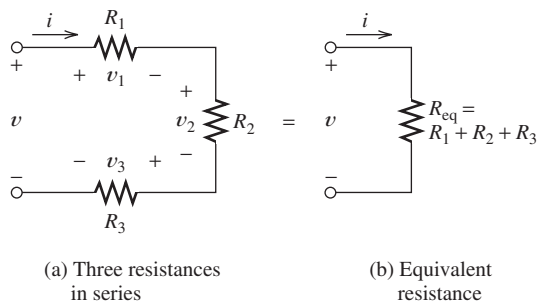 i
R1
+ v1 −
+
−
v
+
v2
−
R2
− v3 +
R3
=
i
+
v
−
Req =
R1 + R2 + R3
(a) Three resistances
in series
(b) Equivalent
resistance